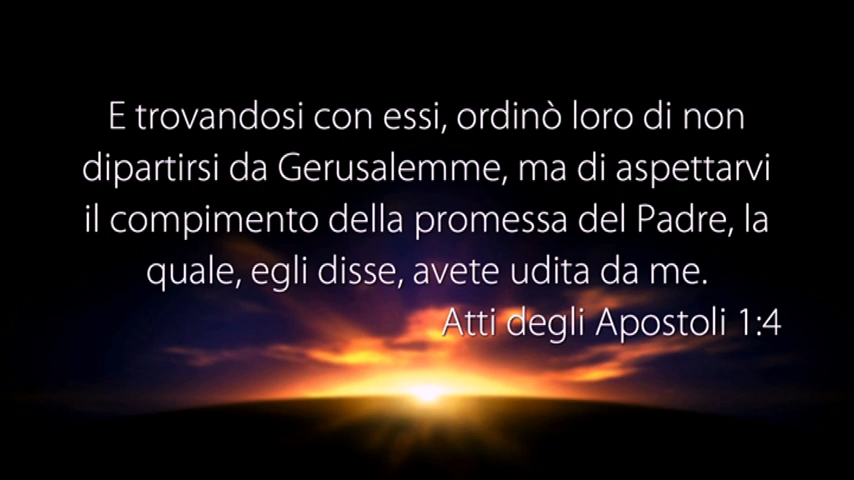 E trovandosi con essi, ordinò loro di non
dipartirsi da Gerusalemme, ma di aspettarvi
il compimento della promessa del Padre, la
quale, egli disse, avete udita da me.
Atti degli Apostoli 1:4